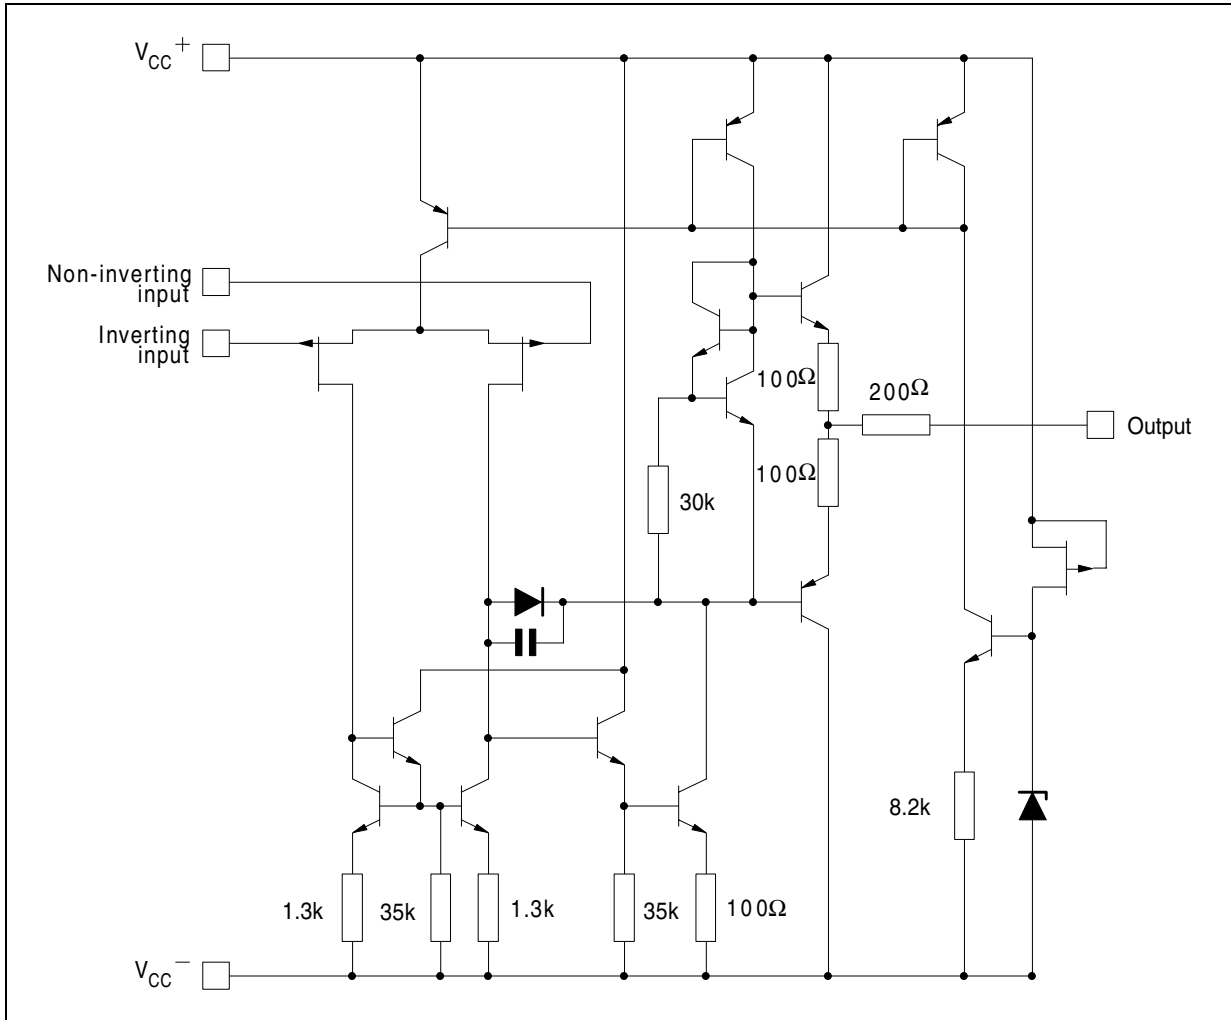 VCC+
Non-inverting
input
Inverting
input
100Ω
200Ω
Output
100Ω
30k
8.2k
1.3k
35k
1.3k
35k
100Ω
VCC−